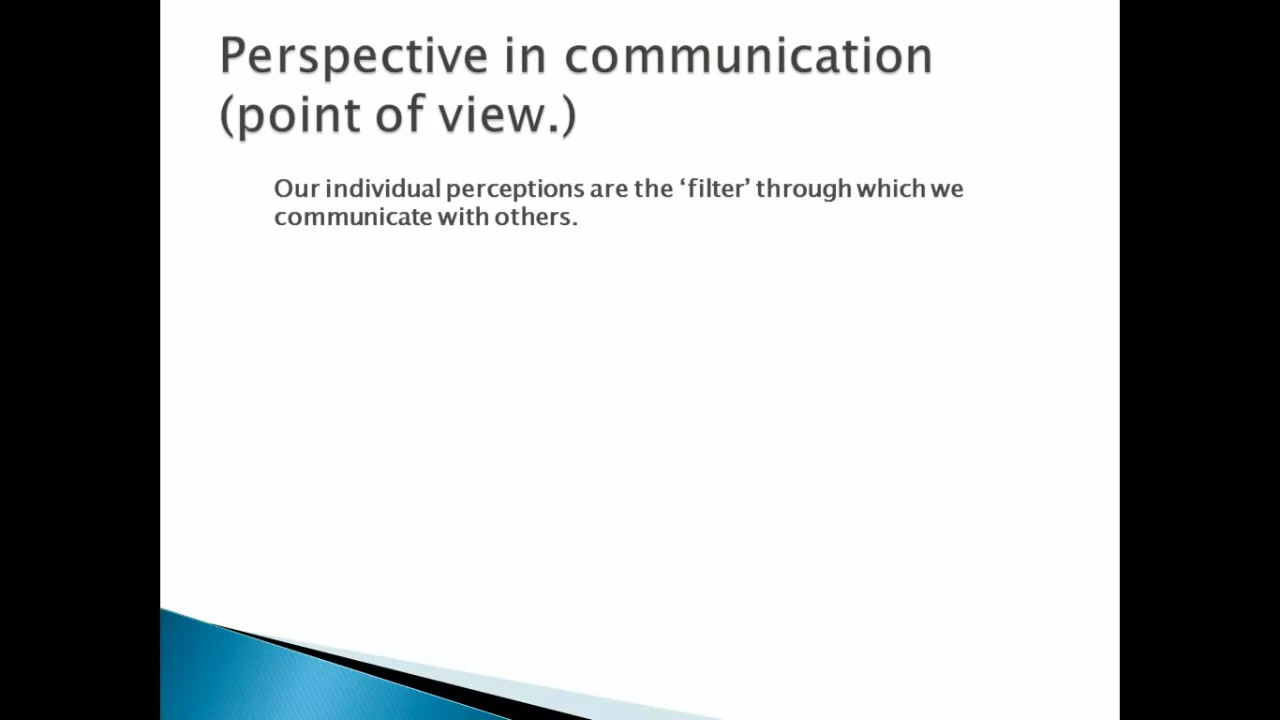 Perspective in communication
(point of view.)
Our individual perceptions are the ‘filter’ through which we
communicate with others.